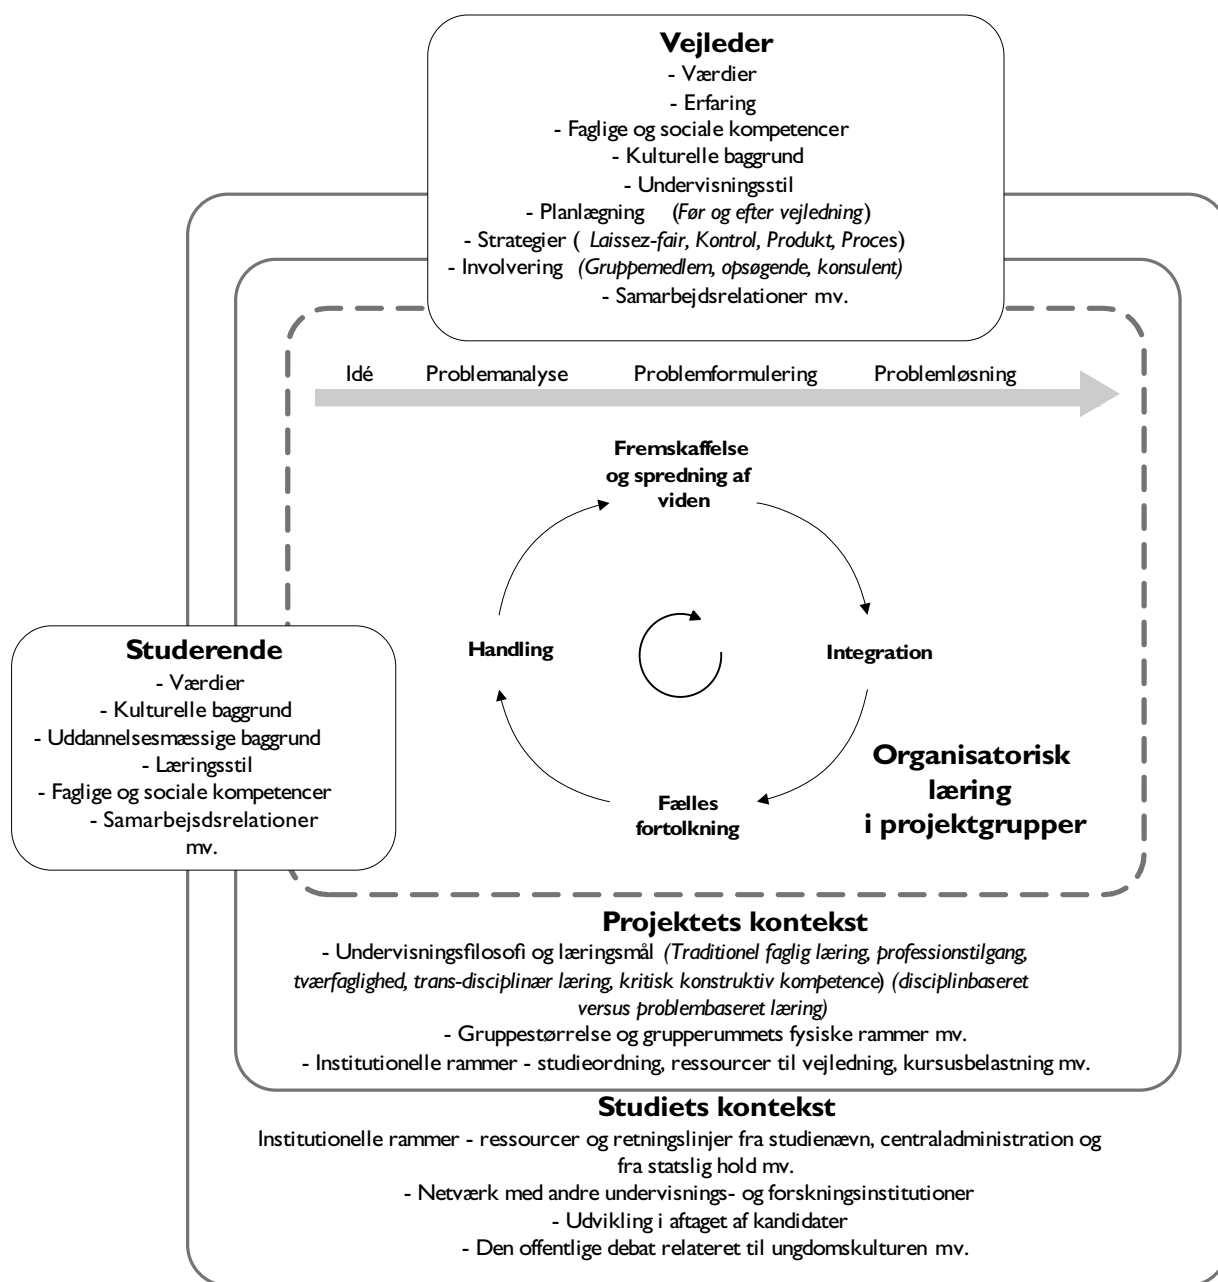 Vejleder
- Værdier
- Erfaring
- Faglige og sociale kompetencer
- Kulturelle baggrund
- Undervisningsstil
- Planlægning (Før og efter vejledning)
- Strategier ( Laissez-fair, Kontrol, Produkt, Proces)
- Involvering (Gruppemedlem, opsøgende, konsulent)
- Samarbejdsrelationer mv.
Idé Problemanalyse Problemformulering Problemløsning
Fremskaffelse
og spredning af
viden
Handling
Integration
Fælles
fortolkning
Organisatorisk
læring
i projektgrupper
Studerende
- Værdier
- Kulturelle baggrund
- Uddannelsesmæssige baggrund
- Læringsstil
- Faglige og sociale kompetencer
- Samarbejsdsrelationer
mv.
Projektets kontekst
- Undervisningsfilosofi og læringsmål (Traditionel faglig læring, professionstilgang,
tværfaglighed, trans-disciplinær læring, kritisk konstruktiv kompetence) (disciplinbaseret
versus problembaseret læring)
- Gruppestørrelse og grupperummets fysiske rammer mv.
- Institutionelle rammer - studieordning, ressourcer til vejledning, kursusbelastning mv.
Studiets kontekst
Institutionelle rammer - ressourcer og retningslinjer fra studienævn, centraladministration og
fra statslig hold mv.
- Netværk med andre undervisnings- og forskningsinstitutioner
- Udvikling i aftaget af kandidater
- Den offentlige debat relateret til ungdomskulturen mv.